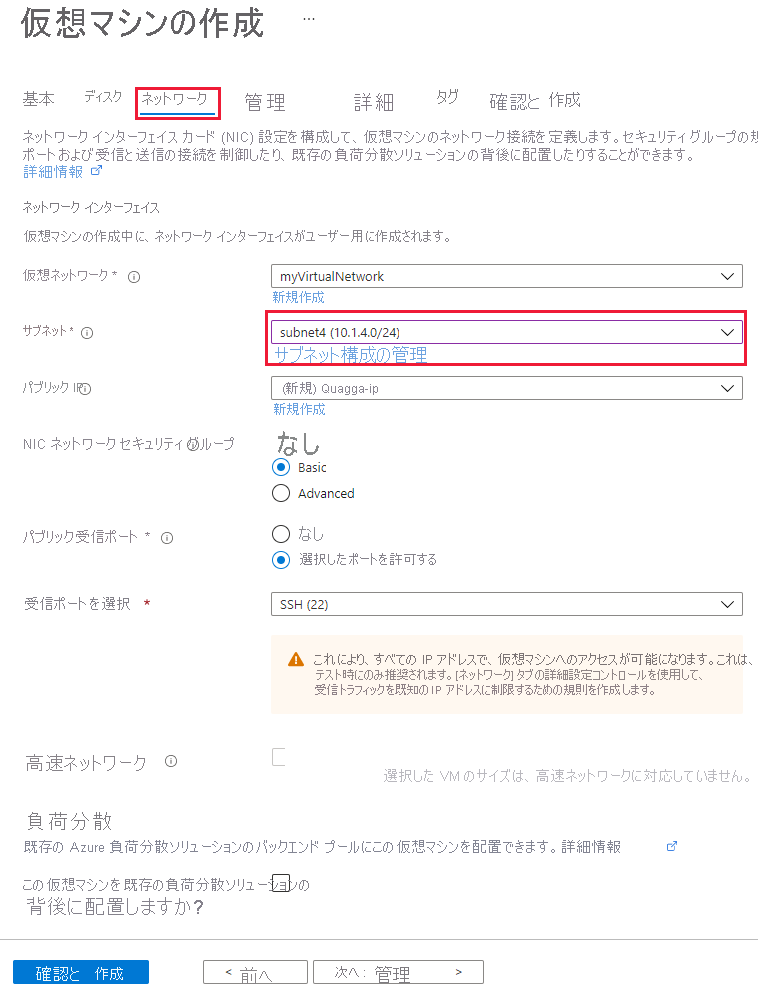 仮想マシンの作成 ...
基本 ディスク ネットワーク 管理 詳細 タグ 確認と 作成
ネットワーク インターフェイス カード (NIC) 設定を構成して、仮想マシンのネットワーク接続を定義します。セキュリティ グループの規
ポートおよび受信と送信の接続を制御したり、既存の負荷分散ソリューションの背後に配置したりすることができます。
詳細情報
ネットワーク インターフェイス
仮想マシンの作成中に、ネットワーク インターフェイスがユーザー用に作成されます。
仮想ネットワーク * myVirtualNetwork
新規作成
サブネット * subnet4 (10.1.4.0/24)
サブネット構成の管理
パブリック IP (新規) Quagga-ip
新規作成
NIC ネットワーク セキュリティ グループ なし
Basic
Advanced
パブリック受信ポート * なし
選択したポートを許可する
受信ポートを選択 * SSH (22)
これにより、すべての IP アドレスで、仮想マシンへのアクセスが可能になります。これは、
テスト時にのみ推奨されます。[ネットワーク] タブの詳細設定コントロールを使用して、
受信トラフィックを既知の IP アドレスに制限するための規則を作成します。
高速ネットワーク
選択した VM のサイズは、高速ネットワークに対応していません。
負荷分散
既存の Azure 負荷分散ソリューションのバックエンド プールにこの仮想マシンを配置できます。詳細情報
この仮想マシンを既存の負荷分散ソリューションの
背後に配置しますか?
確認と 作成 < 前へ 次へ: 管理 >